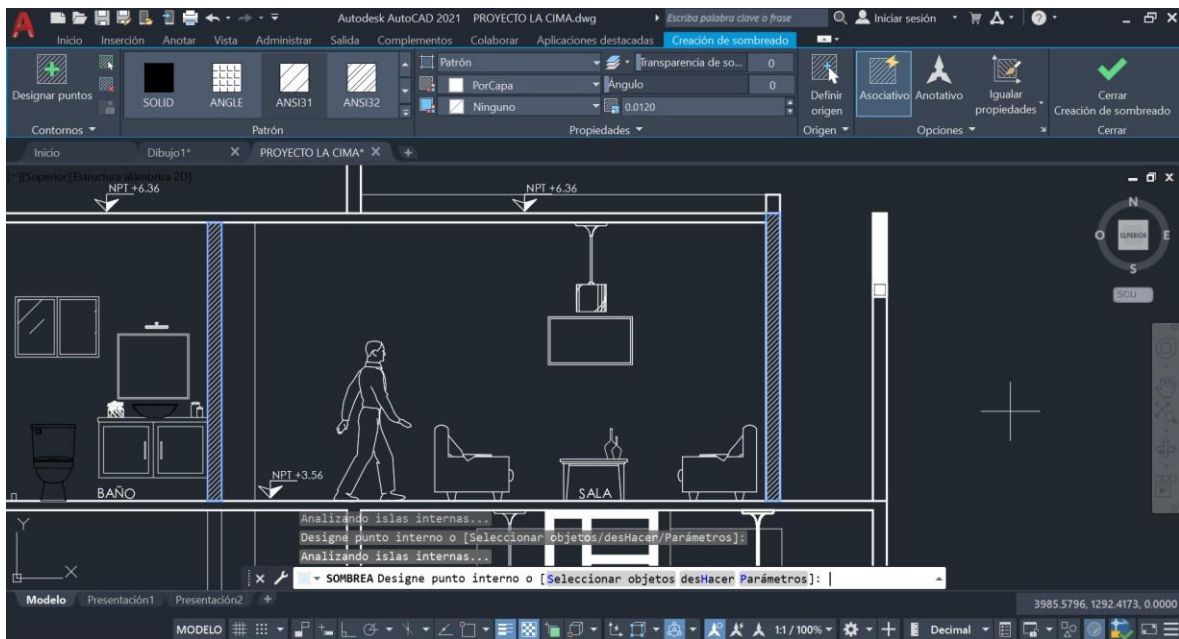 Autodesk AutoCAD 2021 PROYECTO LA CIMA.dwg Escriba palabra clave o frase Iniciar sesión
Inicio Inserción Anotar Vista Administrar Salida Complementos Colaborar Aplicaciones destacadas Creación de sombreado
Designar puntos
SOLID ANGLE ANSI31 ANSI32
Patrón Transparencia de so... 0
PorCapa Ángulo 0
Ninguno 0.0120
Definir origen
Asociativo Anotativo Igualar propiedades
Cerrar Creación de sombreado
Contornos Patrón Propiedades Origen Opciones Cerrar
Inicio Dibujo1* PROYECTO LA CIMA*
[−][Superior][Estructura alámbrica 2D]
NPT +6.36 NPT +6.36
N
O SUPERIOR E
S
SCU
NPT +3.56
BAÑO SALA
Y
X
Analizando islas internas...
Designe punto interno o [Seleccionar objetos/desHacer/Parámetros]:
Analizando islas internas...
SOMBREA Designe punto interno o [Seleccionar objetos desHacer Parámetros]:
Modelo Presentación1 Presentación2 + 3985.5796, 1292.4173, 0.0000
MODELO 1:1 / 100% Decimal